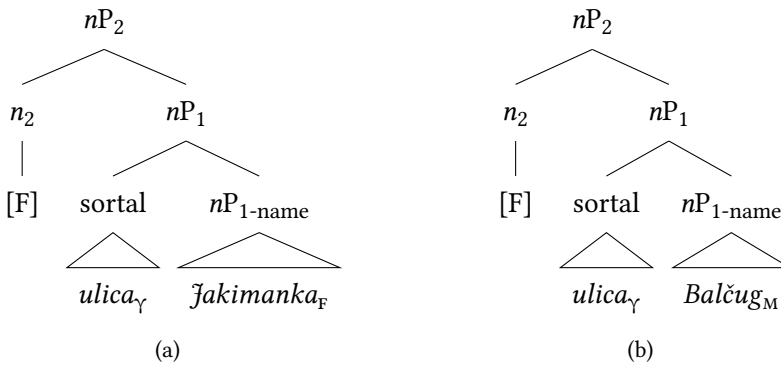 nP₂ nP₂
n₂ nP₁ n₂ nP₁
[F] sortal nP₁₋name [F] sortal nP₁₋name
ulicaᵧ JakimankaF ulicaᵧ BalčugM
(a) (b)